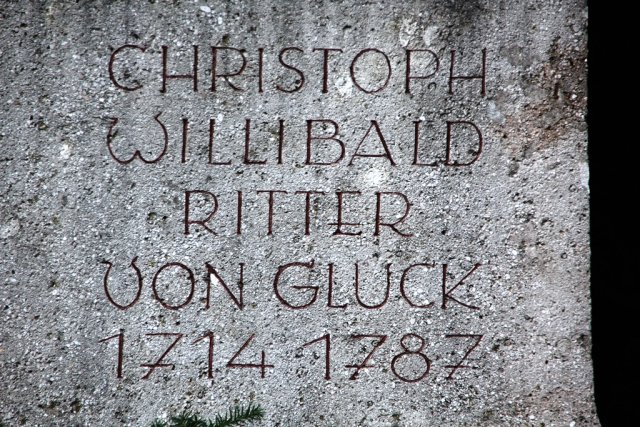 CHRISTOPH
WILLIBALD
RITTER
VON GLUCK
1714-1787